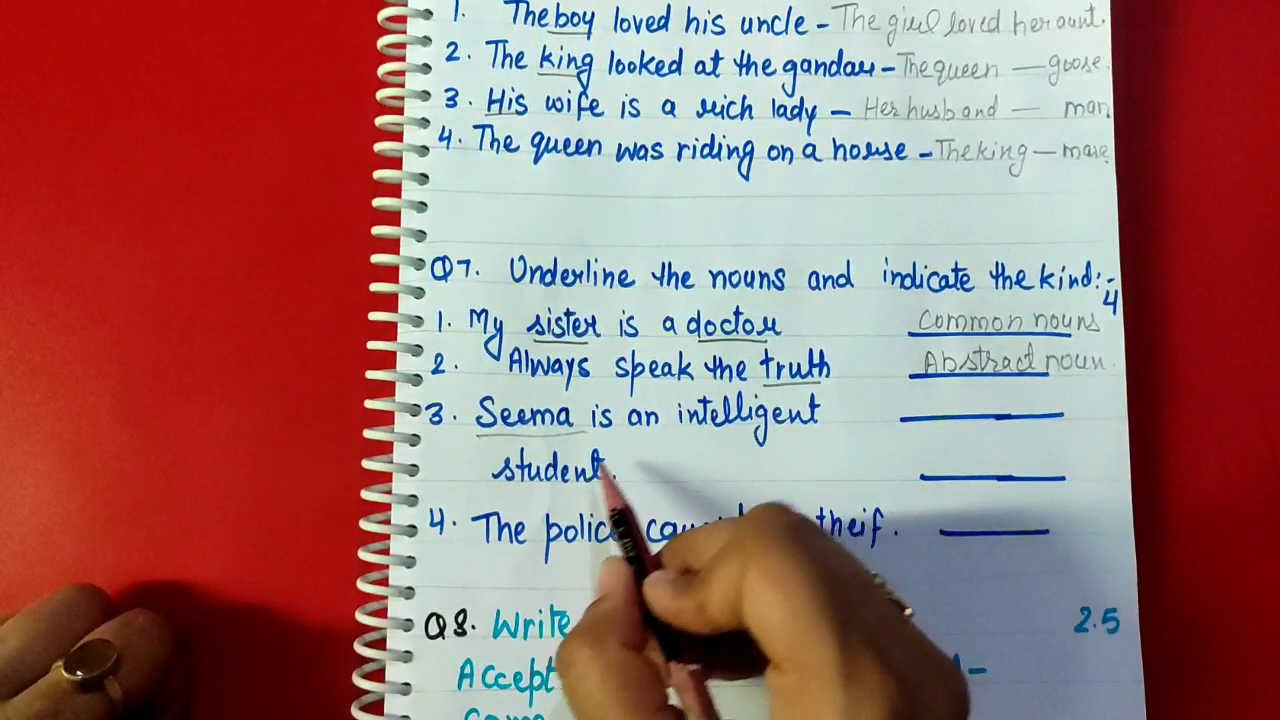 1. The boy loved his uncle - The girl loved her aunt.
2. The king looked at the gandar - The queen — goose.
3. His wife is a rich lady - Her husband — man.
4. The queen was riding on a horse - The king — mare.
Q7. Underline the nouns and indicate the kind:- 4
1. My sister is a doctor Common nouns
2. Always speak the truth Abstract noun.
3. Seema is an intelligent
student.
4. The police theif.
Q8. Write 2.5
Accept
Come